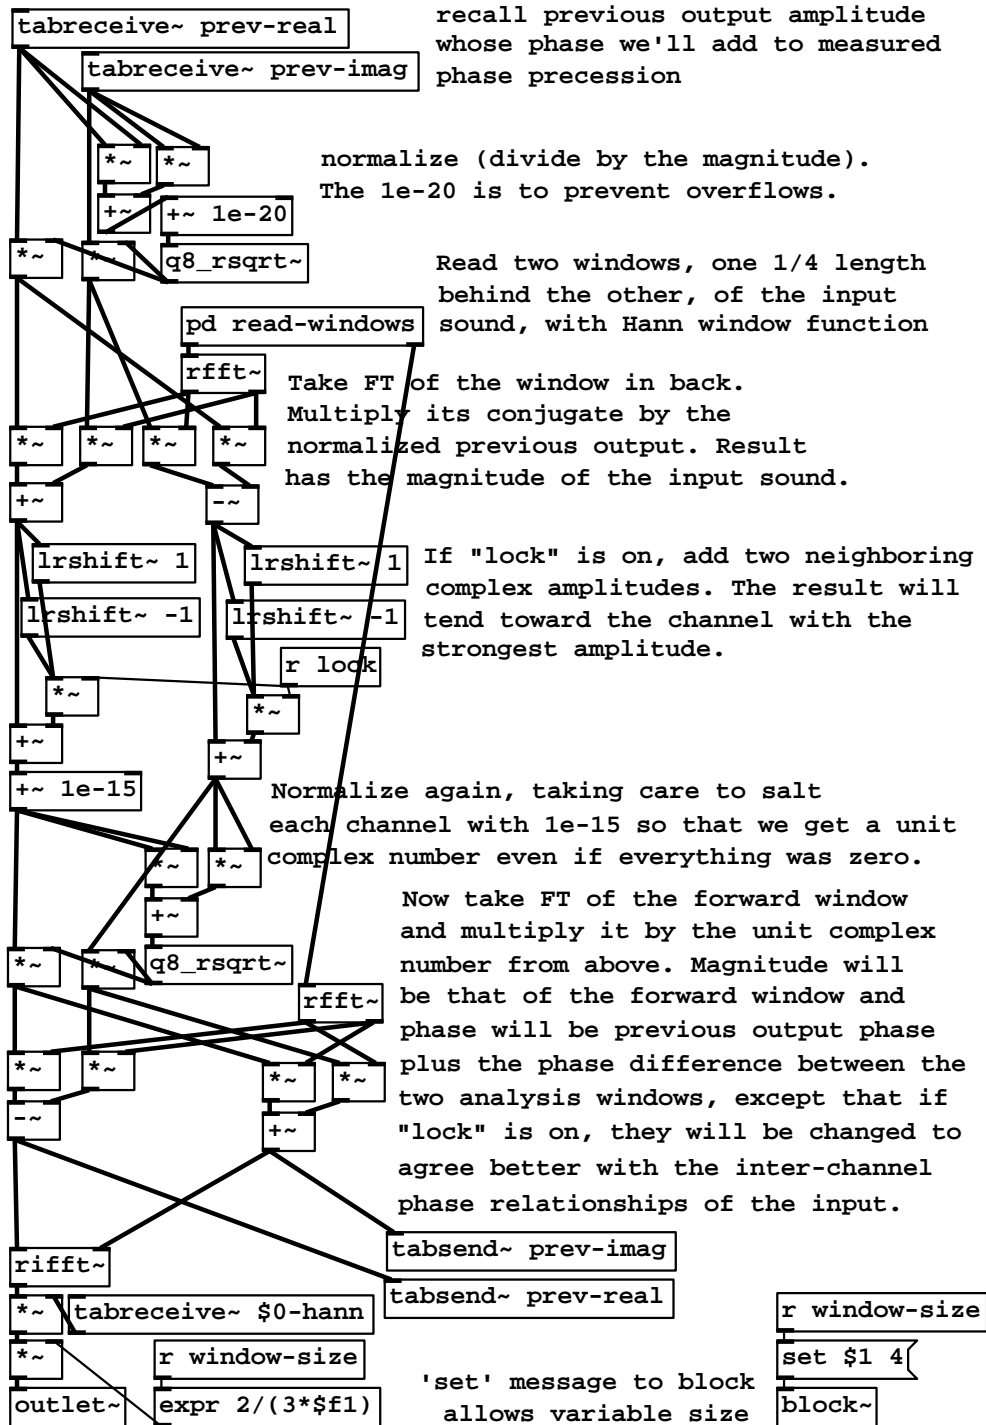 tabreceive~ prev-real
recall previous output amplitude
whose phase we'll add to measured
phase precession
tabreceive~ prev-imag
*~
*~
normalize (divide by the magnitude).
The 1e-20 is to prevent overflows.
+~
+~ 1e-20
*~
*~
q8_rsqrt~
Read two windows, one 1/4 length
behind the other, of the input
sound, with Hann window function
pd read-windows
rfft~
Take FT of the window in back.
Multiply its conjugate by the
normalized previous output. Result
has the magnitude of the input sound.
*~
*~
*~
*~
+~
-~
lrshift~ 1
lrshift~ 1
If "lock" is on, add two neighboring
complex amplitudes. The result will
tend toward the channel with the
strongest amplitude.
lrshift~ -1
lrshift~ -1
r lock
*~
*~
+~
+~
+~ 1e-15
Normalize again, taking care to salt
each channel with 1e-15 so that we get a unit
complex number even if everything was zero.
*~
*~
+~
*~
*~
q8_rsqrt~
Now take FT of the forward window
and multiply it by the unit complex
number from above. Magnitude will
be that of the forward window and
phase will be previous output phase
plus the phase difference between the
two analysis windows, except that if
"lock" is on, they will be changed to
agree better with the inter-channel
phase relationships of the input.
rfft~
*~
*~
*~
*~
-~
+~
tabsend~ prev-imag
rifft~
tabsend~ prev-real
*~
tabreceive~ $0-hann
r window-size
*~
r window-size
set $1 4
outlet~
expr 2/(3*$f1)
'set' message to block
allows variable size
block~